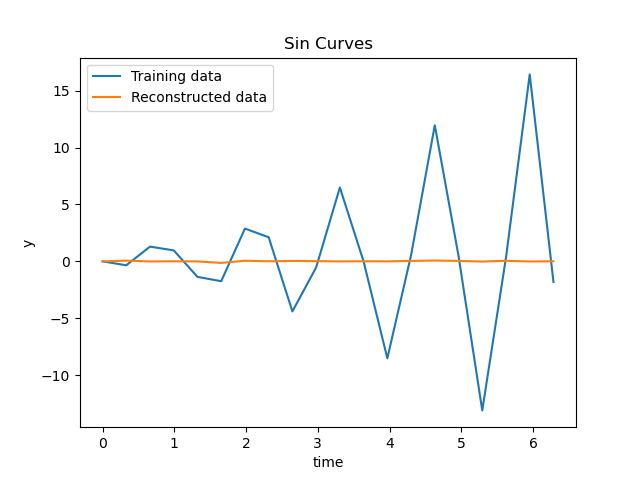 Sin Curves
Training data
Reconstructed data
15
10
5
0
−5
−10
y
0 1 2 3 4 5 6
time